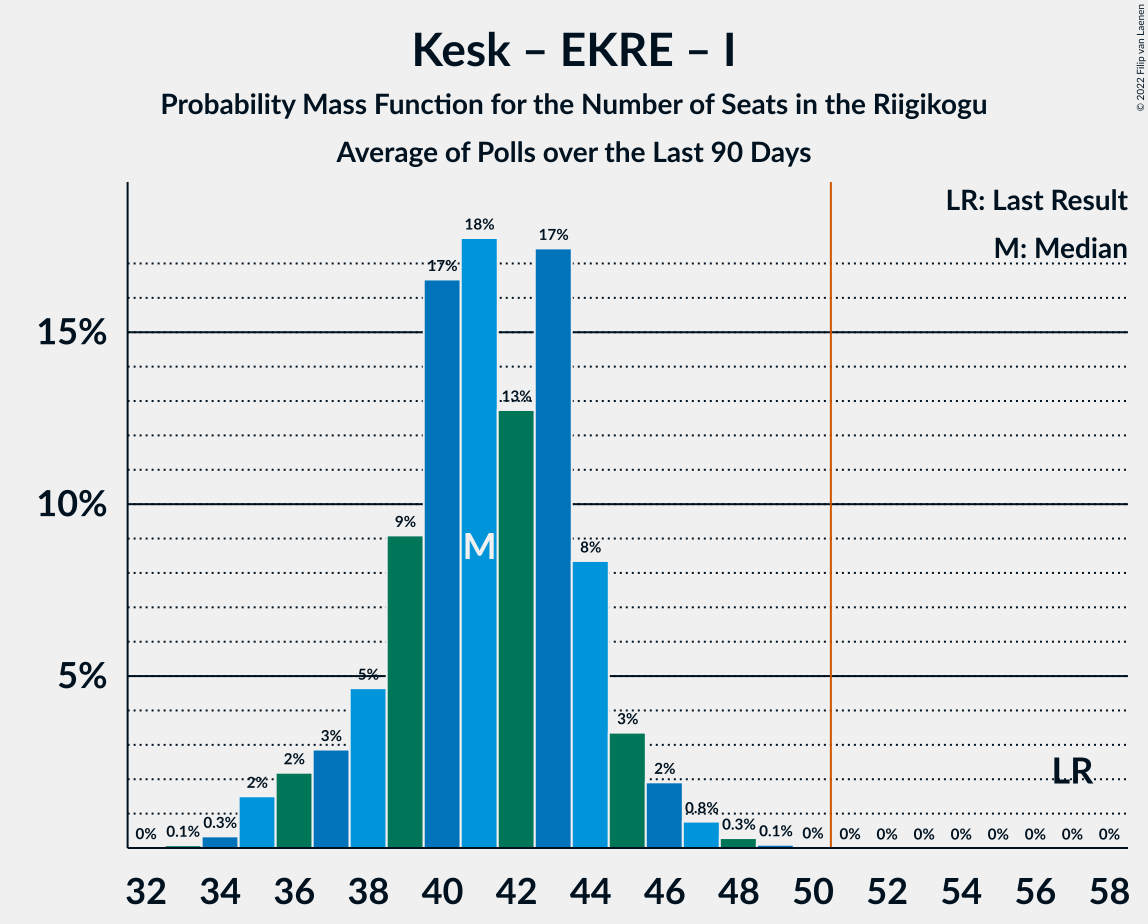 Kesk – EKRE – I
Probability Mass Function for the Number of Seats in the Riigikogu
Average of Polls over the Last 90 Days
© 2022 Filip van Laenen
LR: Last Result
M: Median
15%
10%
5%
0% 0.1% 0.3% 2% 2% 3% 5% 9% 17% 18% 13% 17% 8% 3% 2% 0.8% 0.3% 0.1% 0% 0% 0% 0% 0% 0% 0% 0% 0%
M
LR
32 34 36 38 40 42 44 46 48 50 52 54 56 58